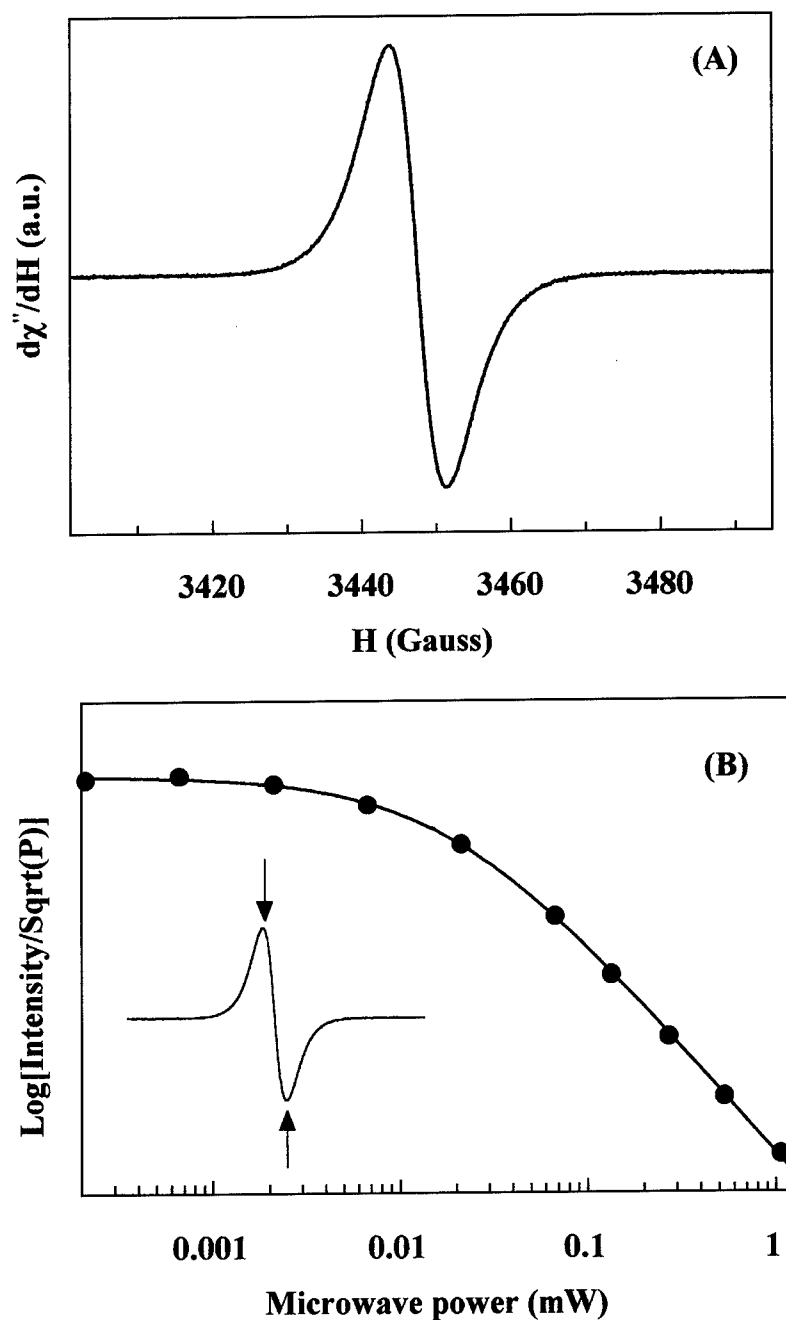 (A)
dχ"/dH (a.u.)
3420 3440 3460 3480
H (Gauss)
(B)
Log[Intensity/Sqrt(P)]
0.001 0.01 0.1 1
Microwave power (mW)